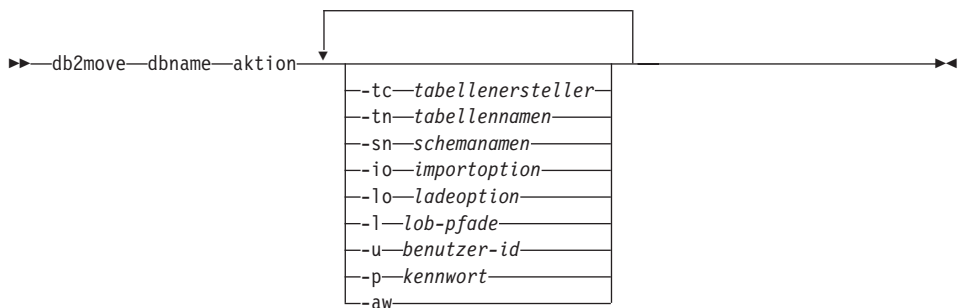 db2move dbname aktion
-tc tabellenersteller
-tn tabellennamen
-sn schemanamen
-io importoption
-lo ladeoption
-l lob-pfade
-u benutzer-id
-p kennwort
-aw